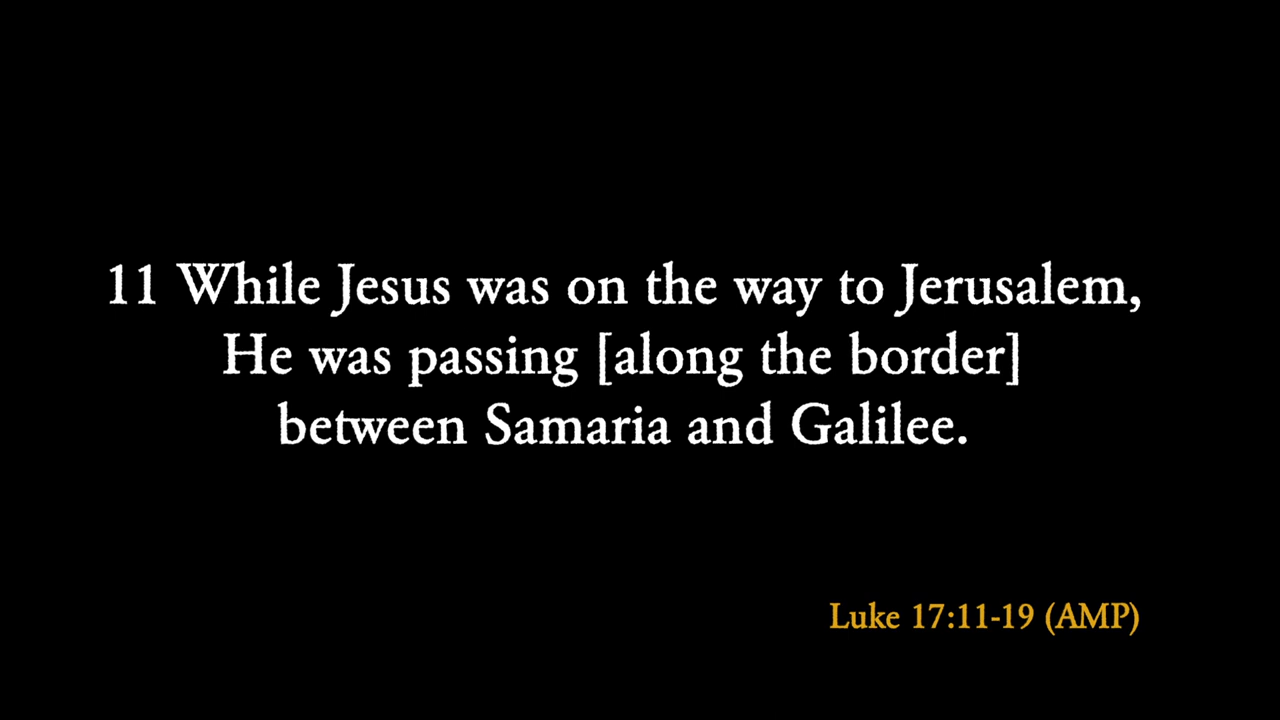 11 While Jesus was on the way to Jerusalem,
He was passing [along the border]
between Samaria and Galilee.
Luke 17:11-19 (AMP)